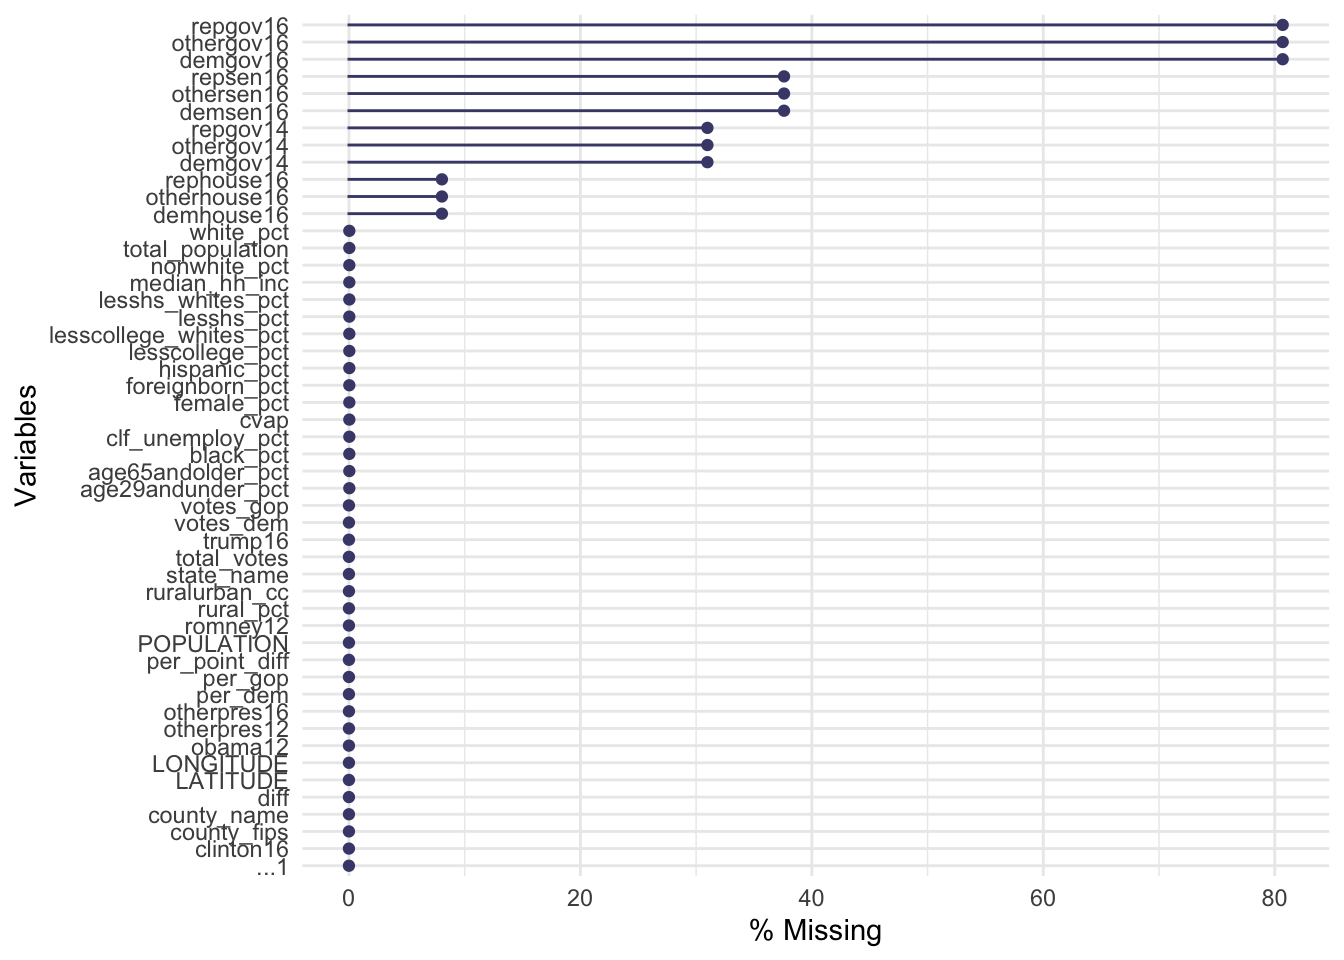 repgov16
othergov16
demgov16
repsen16
othersen16
demsen16
repgov14
othergov14
demgov14
rephouse16
otherhouse16
demhouse16
white_pct
total_population
nonwhite_pct
median_hh_inc
lesshs_whites_pct
lesshs_pct
lesscollege_whites_pct
lesscollege_pct
hispanic_pct
foreignborn_pct
female_pct
cvap
clf_unemploy_pct
black_pct
age65andolder_pct
age29andunder_pct
votes_gop
votes_dem
trump16
total_votes
state_name
ruralurban_cc
rural_pct
romney12
POPULATION
per_point_diff
per_gop
per_dem
otherpres16
otherpres12
obama12
LONGITUDE
LATITUDE
diff
county_name
county_fips
clinton16
...1
Variables
0 20 40 60 80
% Missing